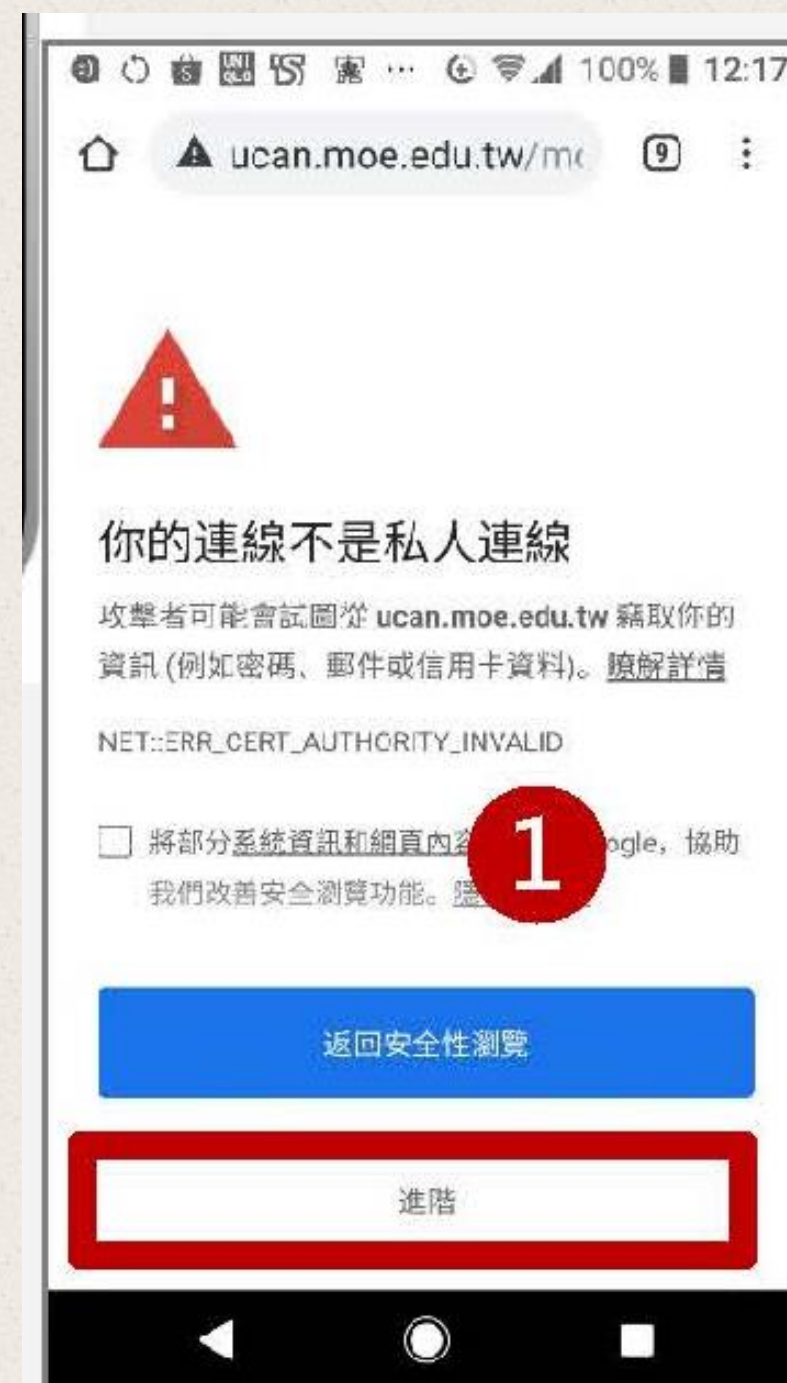 … 100% 12:17
ucan.moe.edu.tw/m 9
你的連線不是私人連線
攻擊者可能會試圖從 ucan.moe.edu.tw 竊取你的
資訊 (例如密碼、郵件或信用卡資料)。瞭解詳情
NET::ERR_CERT_AUTHORITY_INVALID
將部分系統資訊和網頁內容 ogle，協助
我們改善安全瀏覽功能。隱
1
返回安全性瀏覽
進階